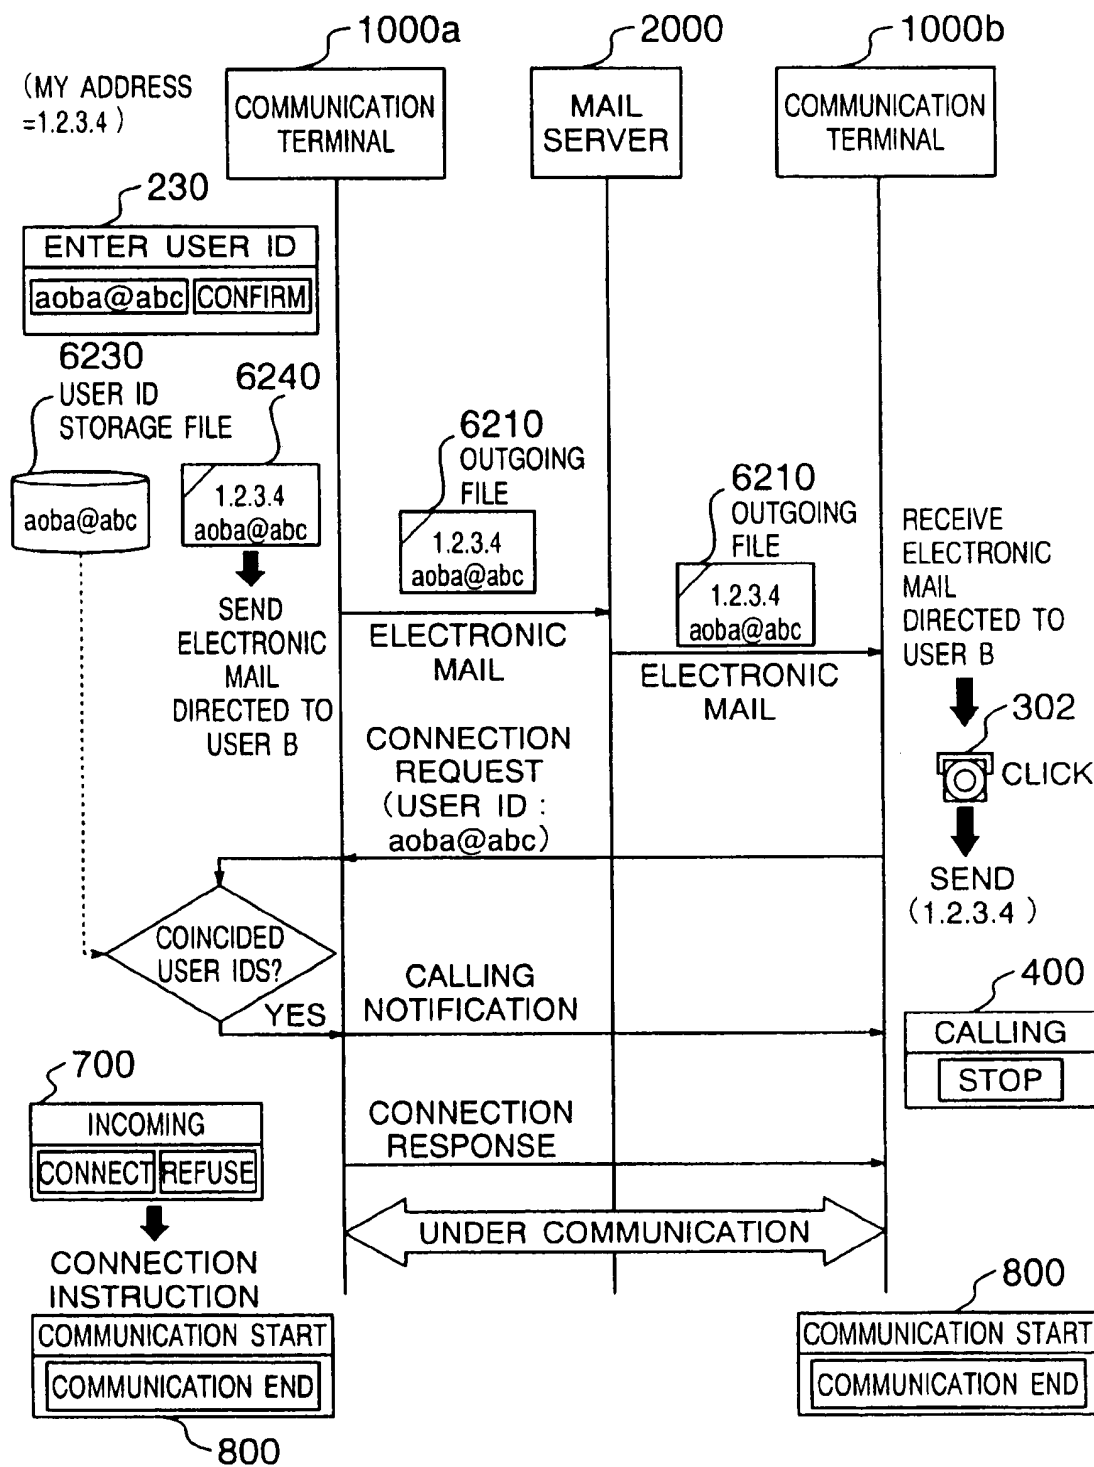 1000a
2000
1000b
(MY ADDRESS
=1.2.3.4 )
COMMUNICATION
TERMINAL
MAIL
SERVER
COMMUNICATION
TERMINAL
230
ENTER USER ID
aoba@abc CONFIRM
6230
USER ID
STORAGE FILE
aoba@abc
6240
1.2.3.4
aoba@abc
SEND
ELECTRONIC
MAIL
DIRECTED TO
USER B
6210
OUTGOING
FILE
1.2.3.4
aoba@abc
ELECTRONIC
MAIL
6210
OUTGOING
FILE
1.2.3.4
aoba@abc
ELECTRONIC
MAIL
RECEIVE
ELECTRONIC
MAIL
DIRECTED TO
USER B
302
CLICK
SEND
(1.2.3.4 )
CONNECTION
REQUEST
(USER ID :
aoba@abc)
COINCIDED
USER IDS?
YES
CALLING
NOTIFICATION
400
CALLING
STOP
700
INCOMING
CONNECT REFUSE
CONNECTION
RESPONSE
UNDER COMMUNICATION
CONNECTION
INSTRUCTION
COMMUNICATION START
COMMUNICATION END
800
800
COMMUNICATION START
COMMUNICATION END